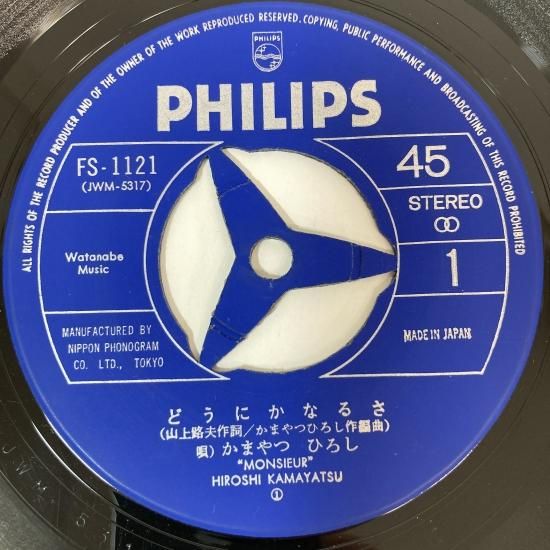 ALL RIGHTS OF THE RECORD PRODUCER AND OF THE OWNER OF THE WORK REPRODUCED RESERVED. COPYING, PUBLIC PERFORMANCE AND BROADCASTING OF THIS RECORD PROHIBITED
PHILIPS
PHILIPS
FS-1121
(JWM-5317)
45
STEREO
1
Watanabe
Music
MANUFACTURED BY
NIPPON PHONOGRAM
CO. LTD., TOKYO
MADE IN JAPAN
どうにかなるさ
(山上路夫作詞/かまやつひろし作編曲)
唄) かまやつ ひろし
"MONSIEUR"
HIROSHI KAMAYATSU
①